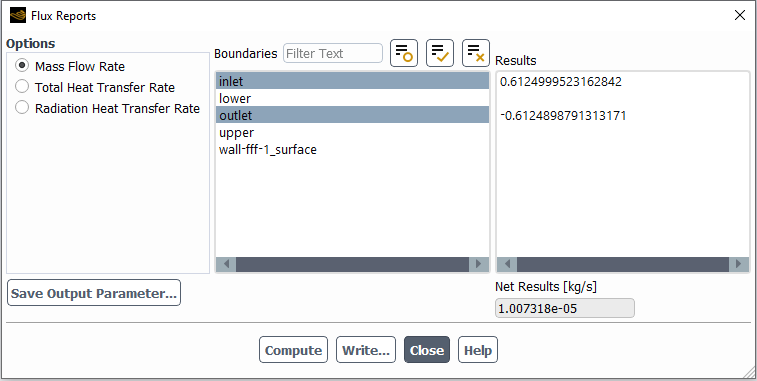 Flux Reports
Options
Mass Flow Rate
Total Heat Transfer Rate
Radiation Heat Transfer Rate
Save Output Parameter...
Boundaries Filter Text
inlet
lower
outlet
upper
wall-fff-1_surface
Results
0.6124999523162842
-0.6124898791313171
Net Results [kg/s]
1.007318e-05
Compute Write... Close Help